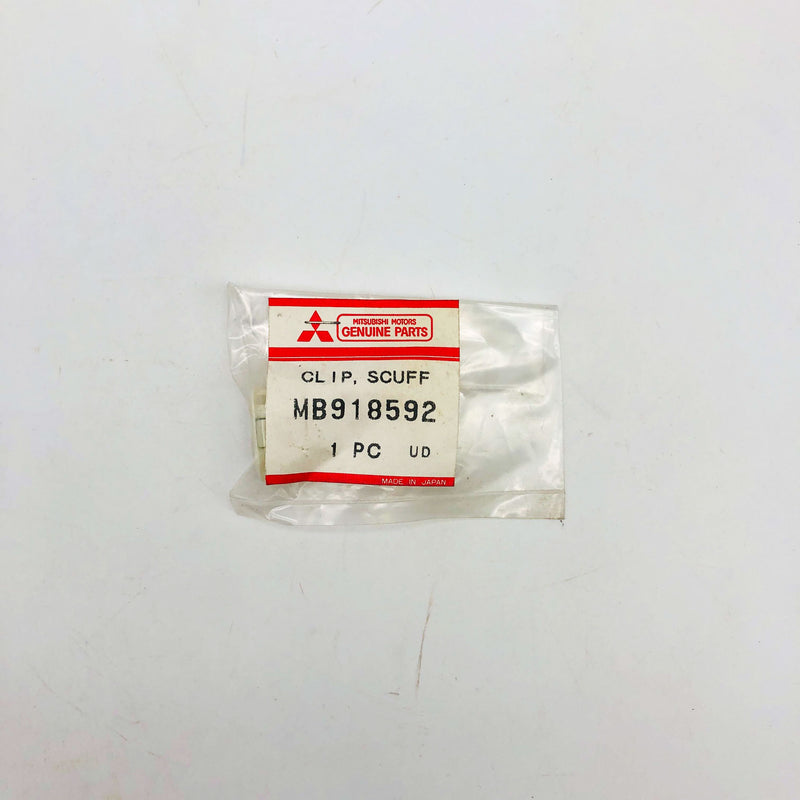 MITSUBISHI MOTORS
GENUINE PARTS
CLIP, SCUFF
MB918592
1 PC UD
MADE IN JAPAN